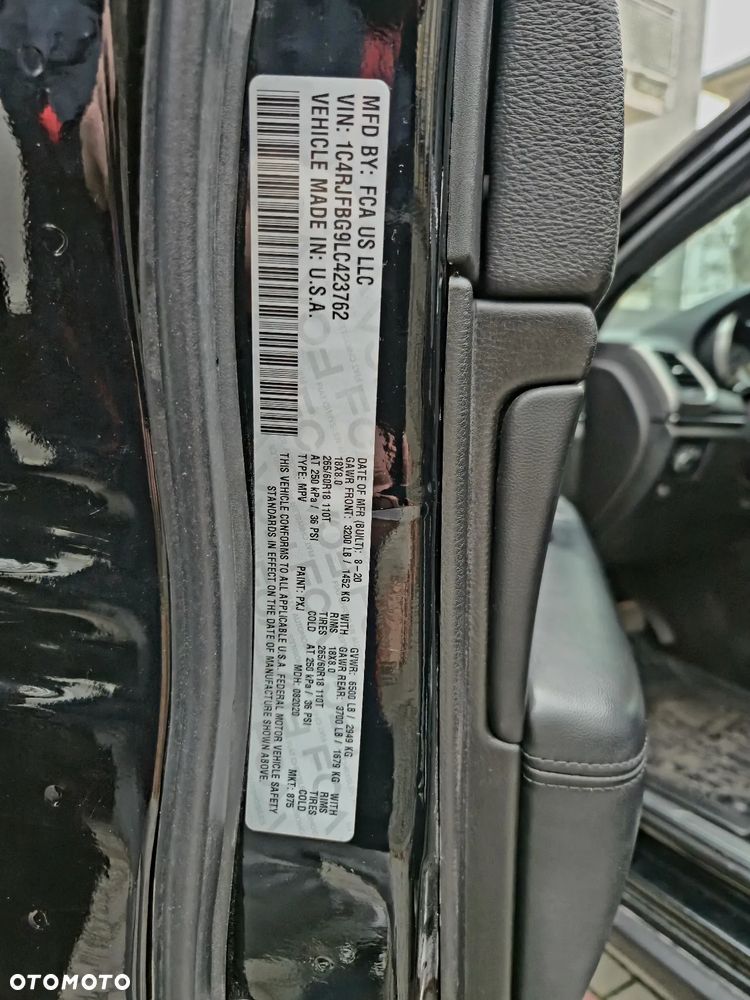 MFD BY: FCA US LLC
VIN: 1C4RJFBG9LC423762
VEHICLE MADE IN: U.S.A.
DATE OF MFR (BUILT): 8-20 GVWR: 6500 LB / 2949 KG
GAWR FRONT: 3200 LB / 1452 KG WITH GAWR REAR: 3700 LB / 1679 KG WITH
18X8.0 RIMS 18X8.0 RIMS
265/60R18 110T TIRES 265/60R18 110T TIRES
AT 250 kPa / 36 PSI COLD AT 250 kPa / 36 PSI COLD
TYPE: MPV PAINT: PXJ MDH: 082020 MKT: 875
THIS VEHICLE CONFORMS TO ALL APPLICABLE U.S.A. FEDERAL MOTOR VEHICLE SAFETY
STANDARDS IN EFFECT ON THE DATE OF MANUFACTURE SHOWN ABOVE.
OTOMOTO